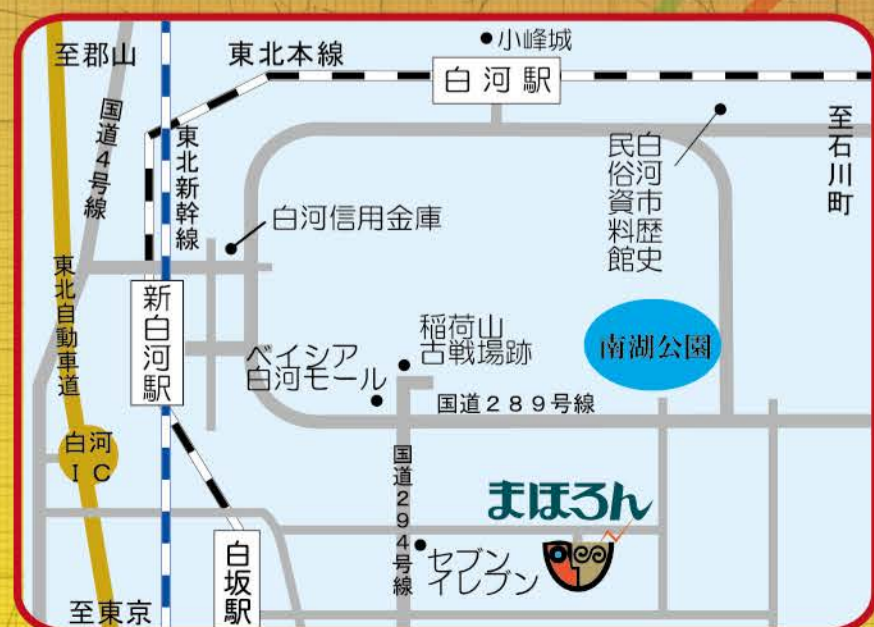 至郡山
東北本線
小峰城
白河駅
国道4号線
東北新幹線
白河市歴史
民俗資料館
至石川町
白河信用金庫
東北自動車道
新白河駅
ベイシア
白河モール
稲荷山
古戦場跡
南湖公園
国道289号線
白河
IC
国道294号線
まほろん
セブン
イレブン
白坂駅
至東京